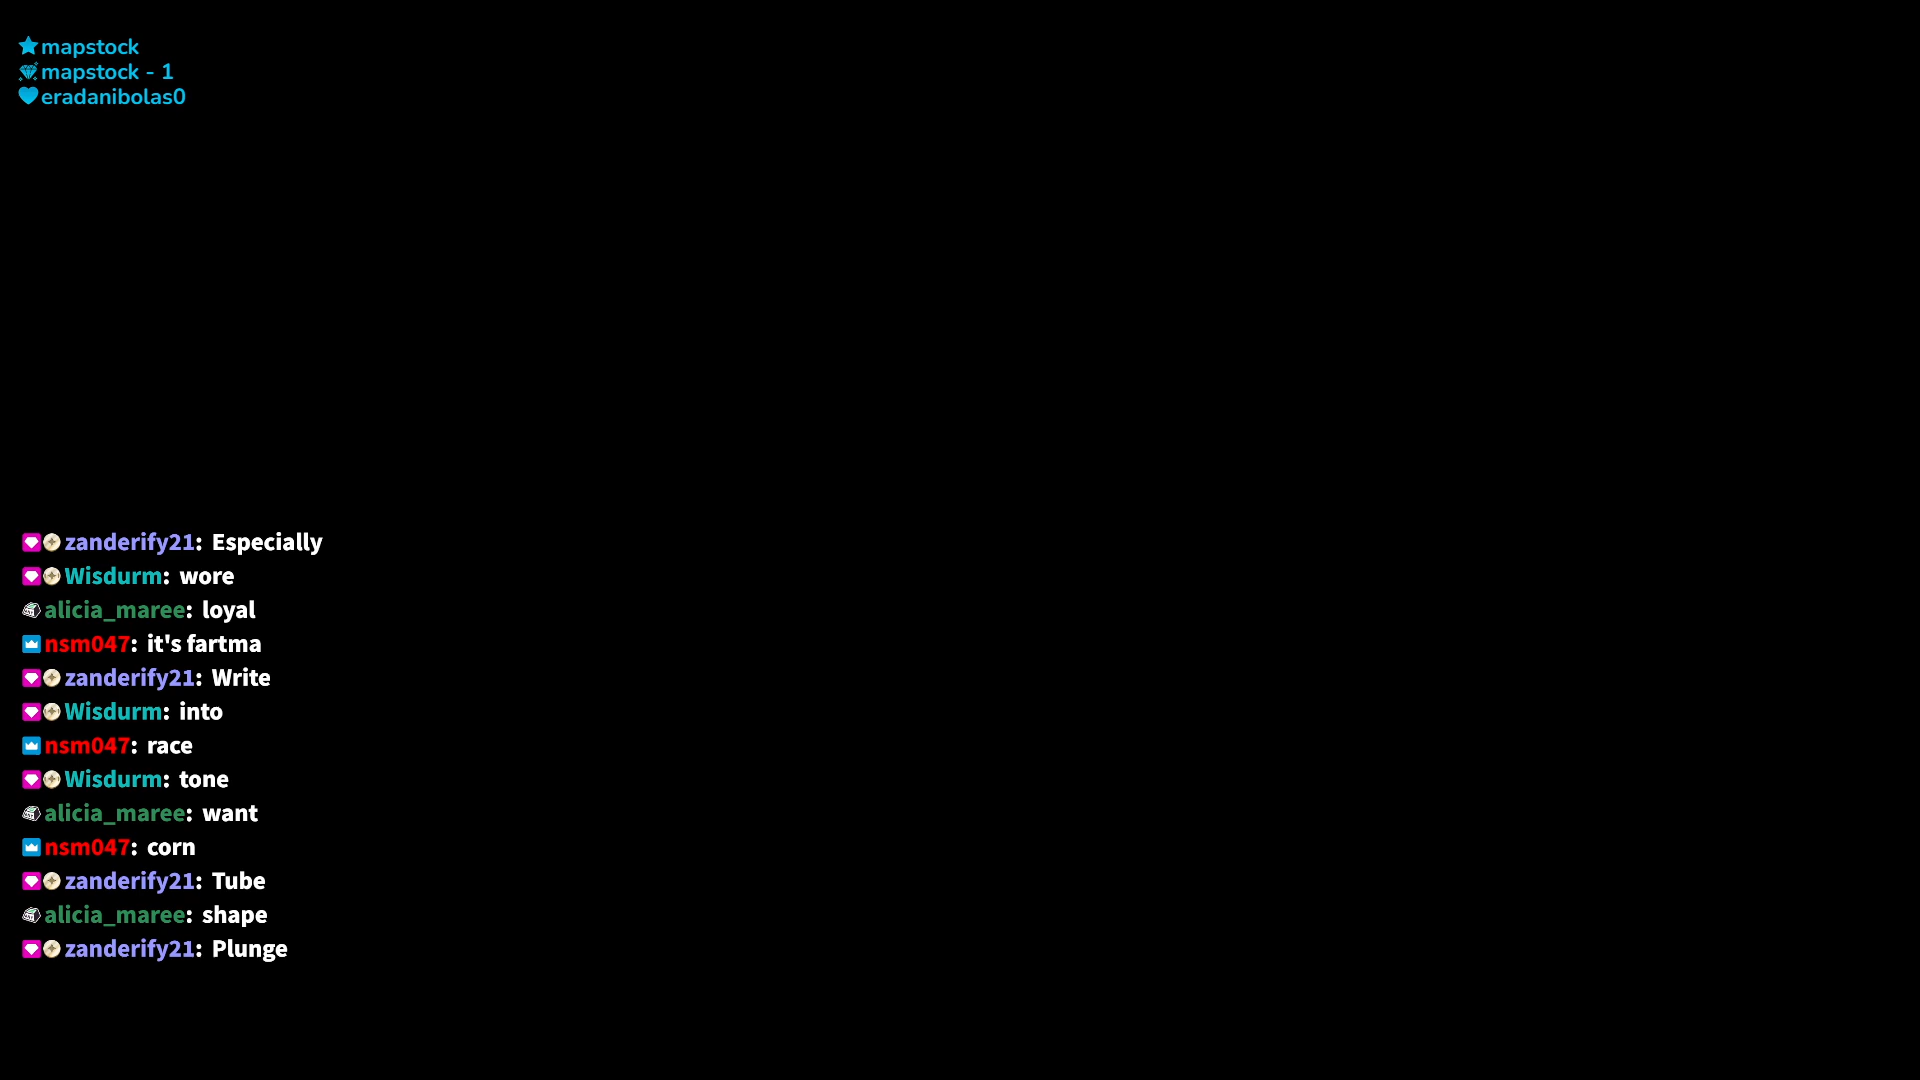 mapstock
mapstock - 1
eradanibolas0
zanderify21: Especially
Wisdurm: wore
alicia_maree: loyal
nsm047: it's fartma
zanderify21: Write
Wisdurm: into
nsm047: race
Wisdurm: tone
alicia_maree: want
nsm047: corn
zanderify21: Tube
alicia_maree: shape
zanderify21: Plunge